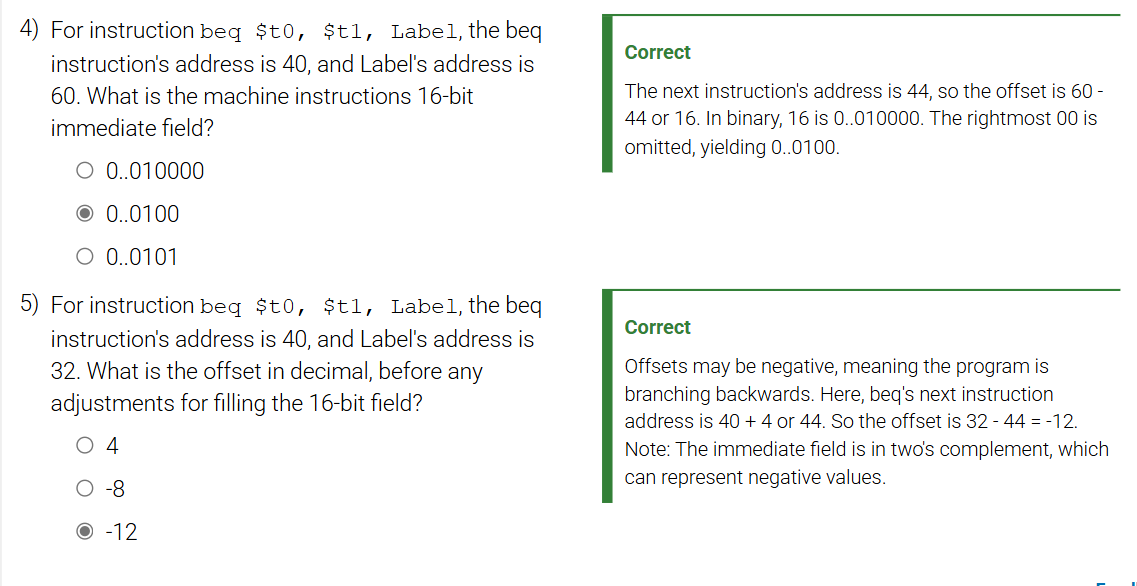 4) For instruction beq $t0, $t1, Label, the beq
instruction's address is 40, and Label's address is
60. What is the machine instructions 16-bit
immediate field?
0..010000
0..0100
0..0101
Correct
The next instruction's address is 44, so the offset is 60 -
44 or 16. In binary, 16 is 0..010000. The rightmost 00 is
omitted, yielding 0..0100.
5) For instruction beq $t0, $t1, Label, the beq
instruction's address is 40, and Label's address is
32. What is the offset in decimal, before any
adjustments for filling the 16-bit field?
4
-8
-12
Correct
Offsets may be negative, meaning the program is
branching backwards. Here, beq's next instruction
address is 40 + 4 or 44. So the offset is 32 - 44 = -12.
Note: The immediate field is in two's complement, which
can represent negative values.